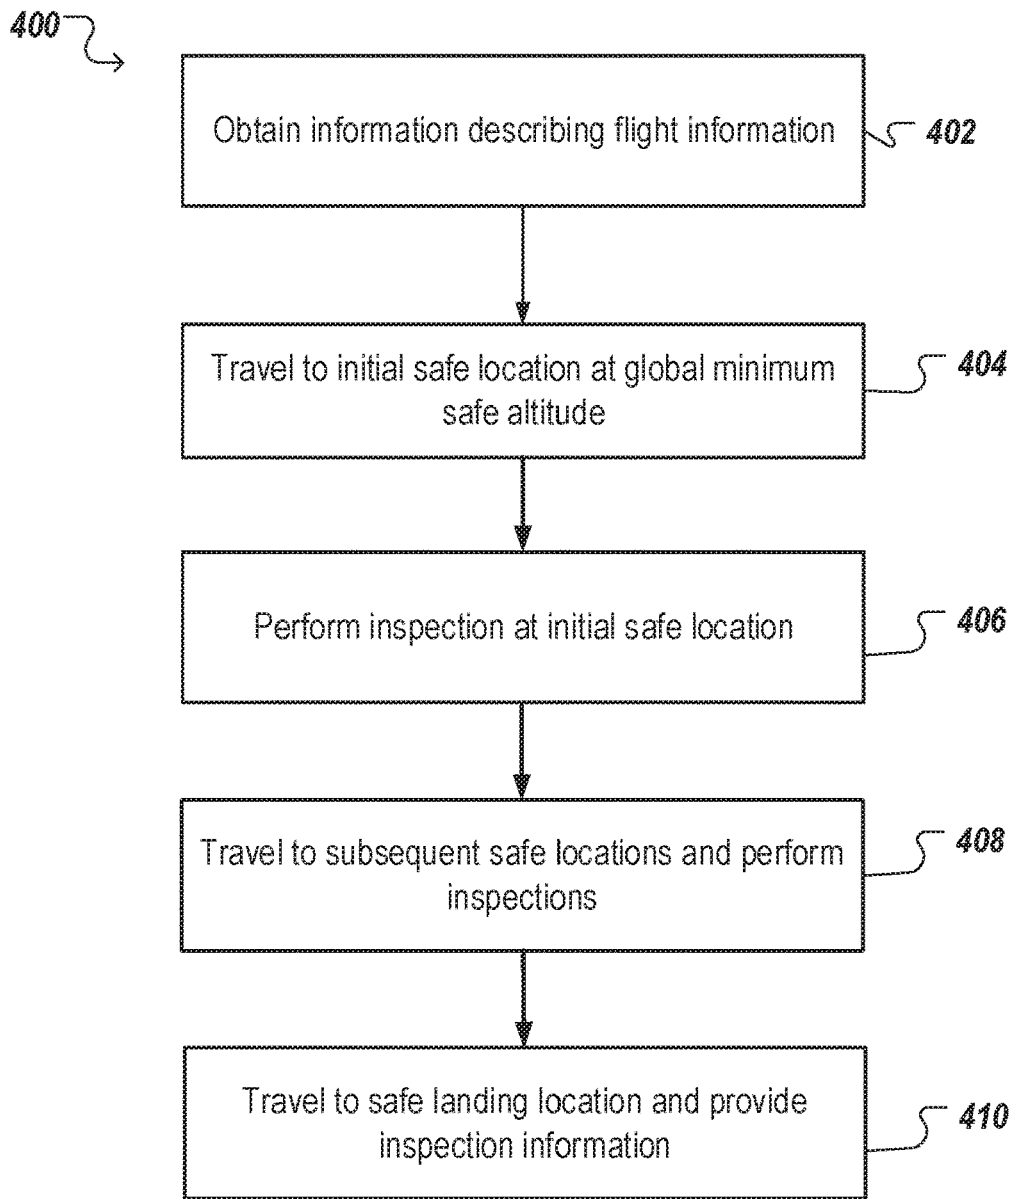 400
Obtain information describing flight information
402
Travel to initial safe location at global minimum
safe altitude
404
Perform inspection at initial safe location
406
Travel to subsequent safe locations and perform
inspections
408
Travel to safe landing location and provide
inspection information
410